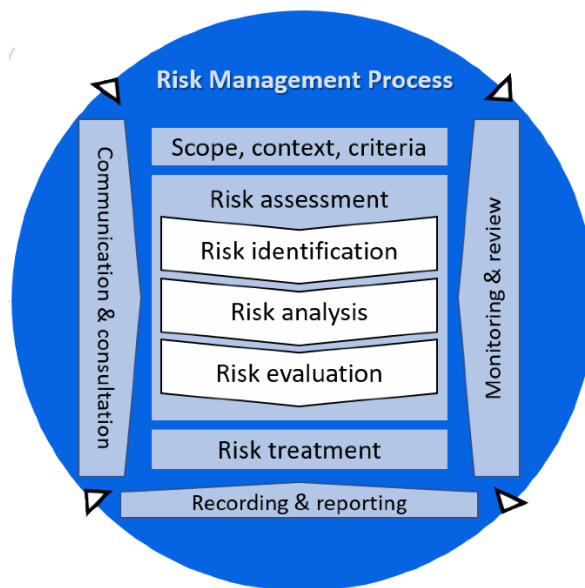 Risk Management Process
Scope, context, criteria
Risk assessment
Risk identification
Risk analysis
Risk evaluation
Risk treatment
Communication & consultation
Monitoring & review
Recording & reporting